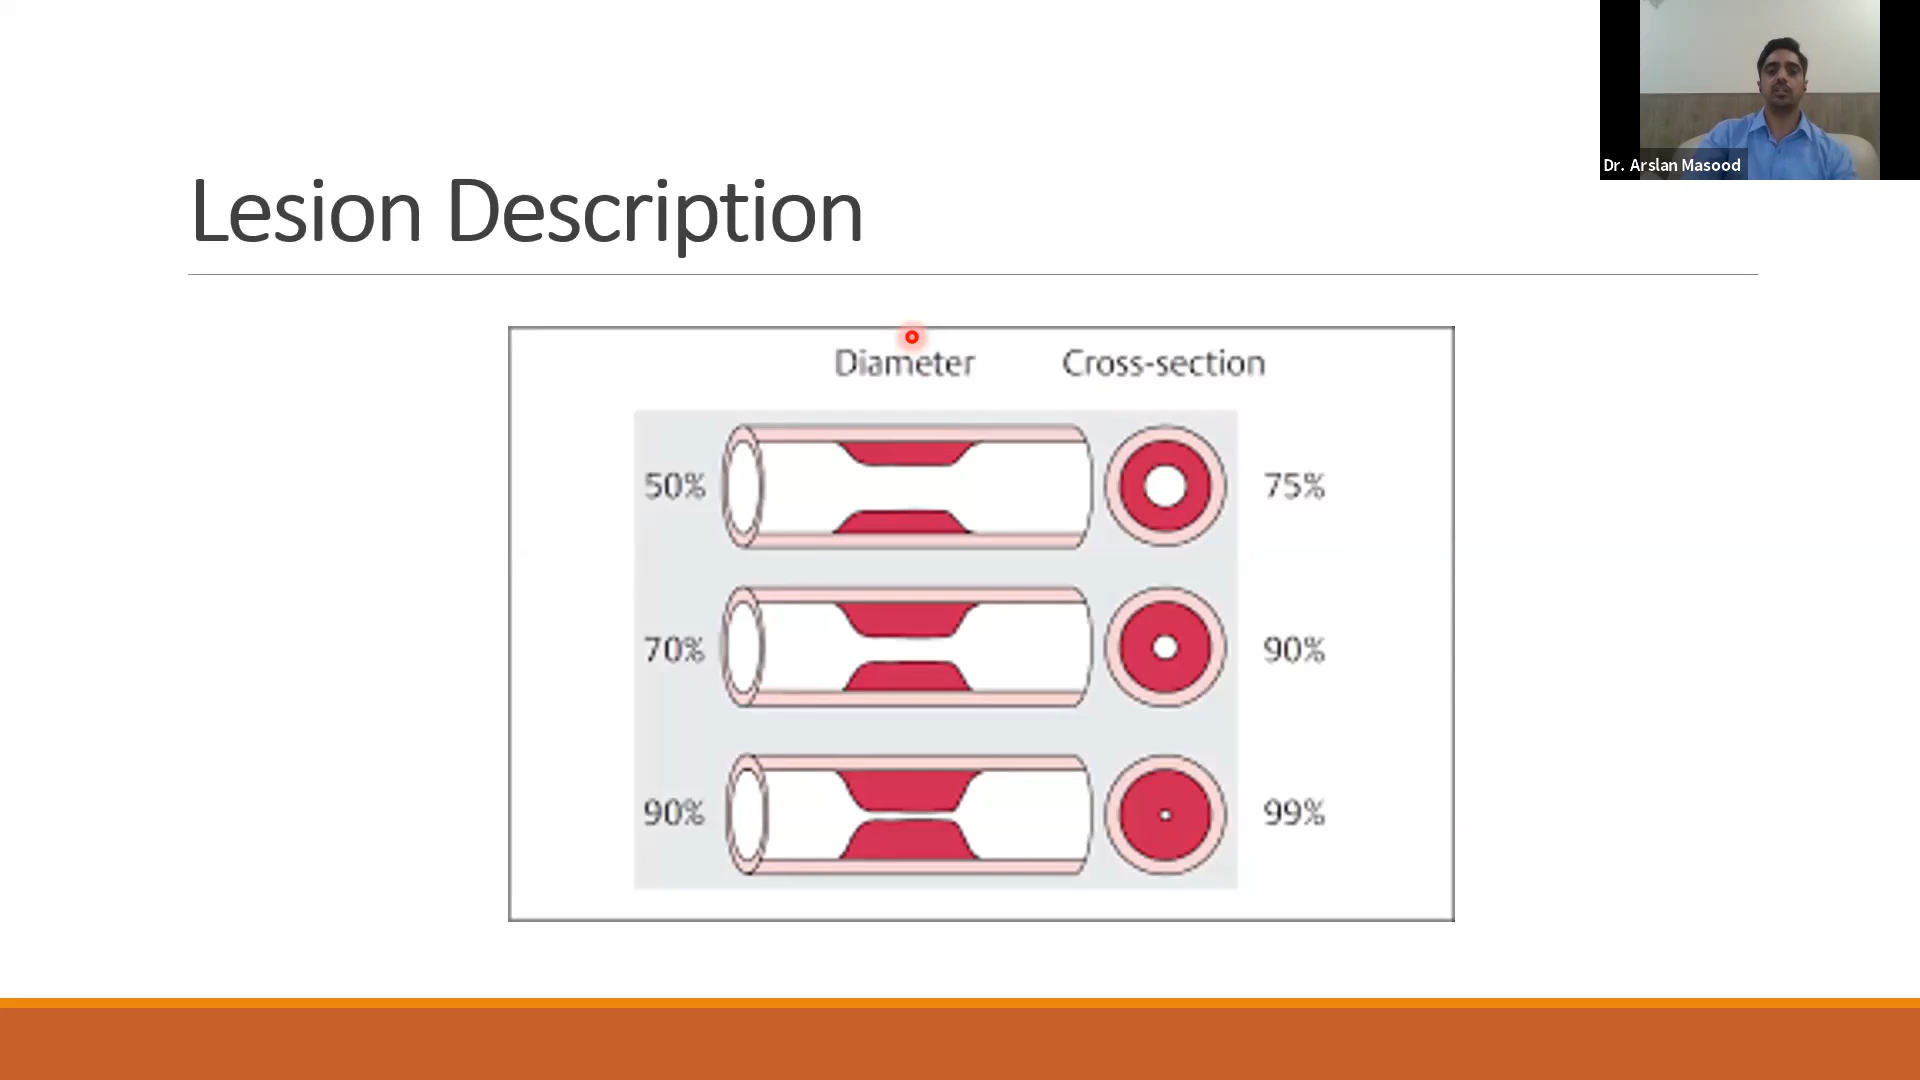 Dr. Arslan Masood
Lesion Description
Diameter Cross-section
50% 75%
70% 90%
90% 99%